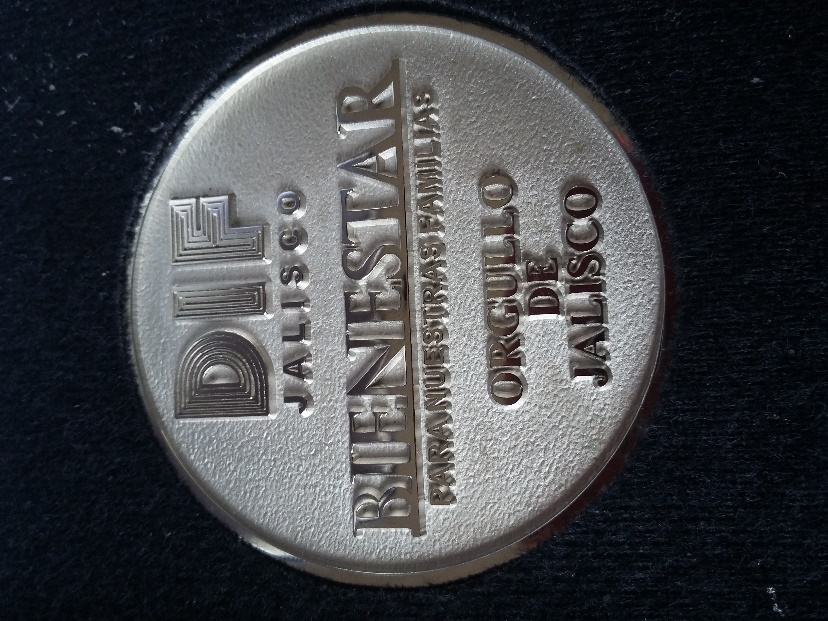 DIF
JALISCO
BIENESTAR
PARA NUESTRAS FAMILIAS
ORGULLO
DE
JALISCO